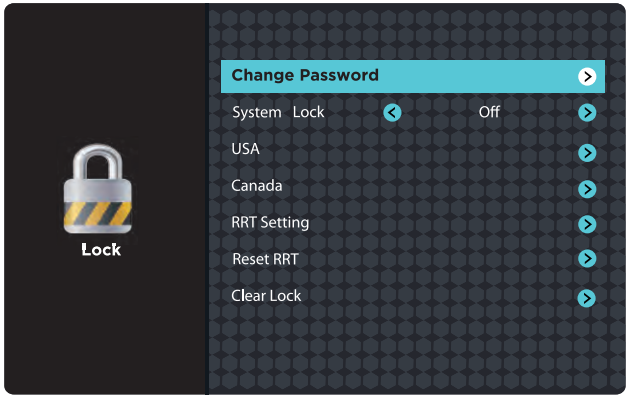 Lock
Change Password
System Lock Off
USA
Canada
RRT Setting
Reset RRT
Clear Lock